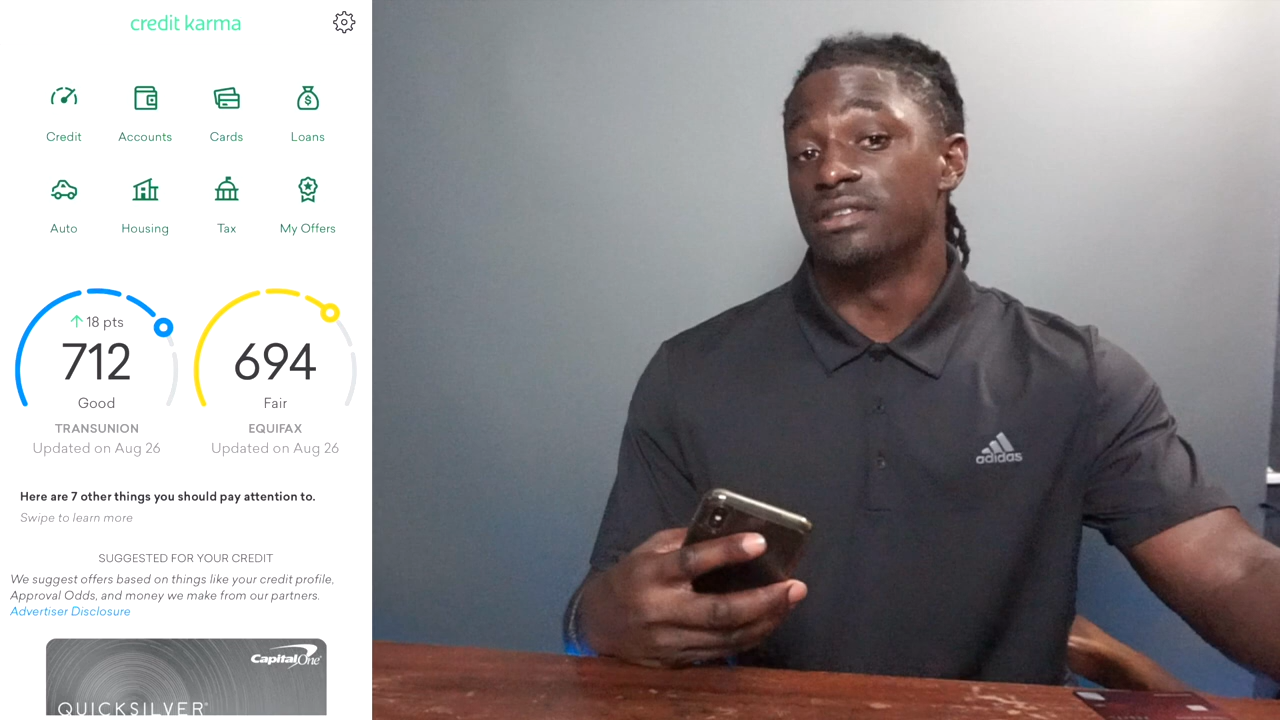 credit karma
Credit Accounts Cards Loans
Auto Housing Tax My Offers
18 pts
712
Good
TRANSUNION
Updated on Aug 26
694
Fair
EQUIFAX
Updated on Aug 26
Here are 7 other things you should pay attention to.
Swipe to learn more
SUGGESTED FOR YOUR CREDIT
We suggest offers based on things like your credit profile,
Approval Odds, and money we make from our partners.
Advertiser Disclosure
Capital One
QUICKSILVER®
adidas